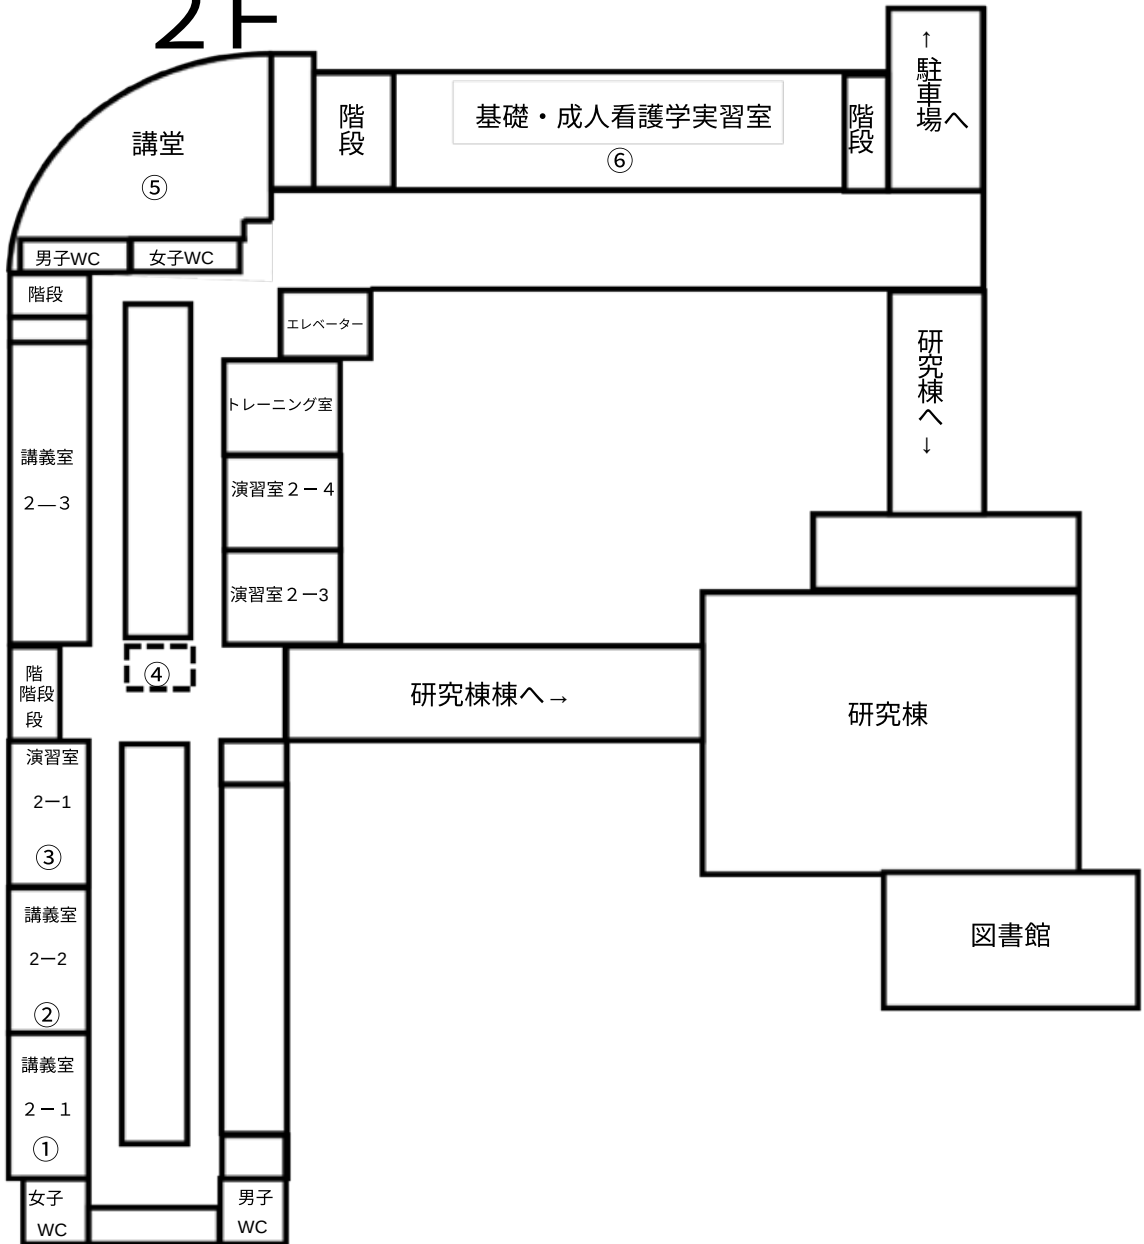 ２Ｆ
↑駐車場へ
階段
基礎・成人看護学実習室
⑥
階段
講堂
⑤
男子WC
女子WC
階段
エレベーター
トレーニング室
研究棟へ↓
講義室
２―３
演習室２－４
演習室２ー3
④
階
階段
段
研究棟棟へ→
研究棟
演習室
2ー1
③
講義室
2ー2
②
図書館
講義室
２－１
①
女子
WC
男子
WC